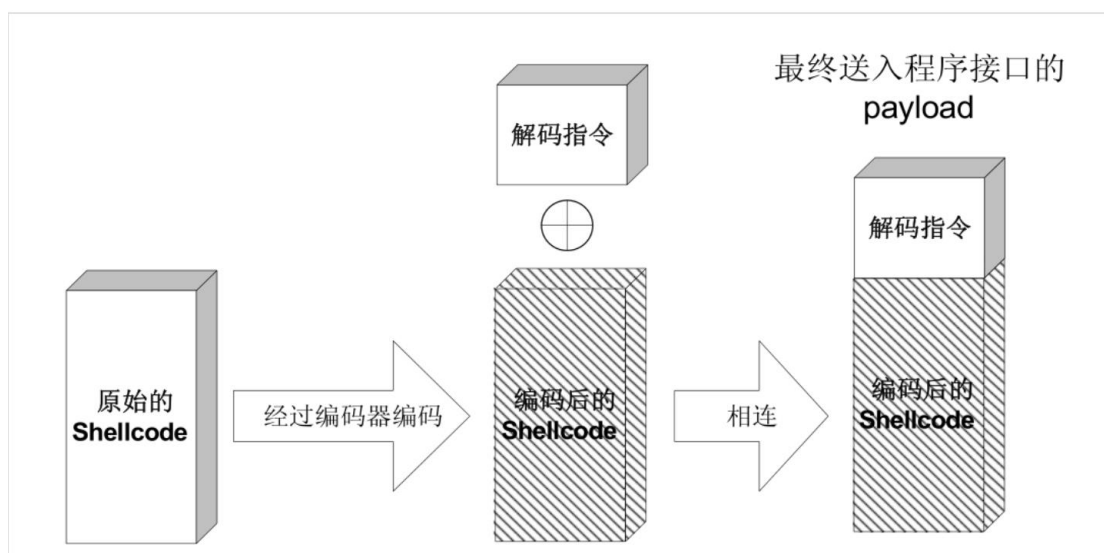 最终送入程序接口的
payload
解码指令
解码指令
原始的
Shellcode
经过编码器编码
编码后的
Shellcode
相连
编码后的
Shellcode